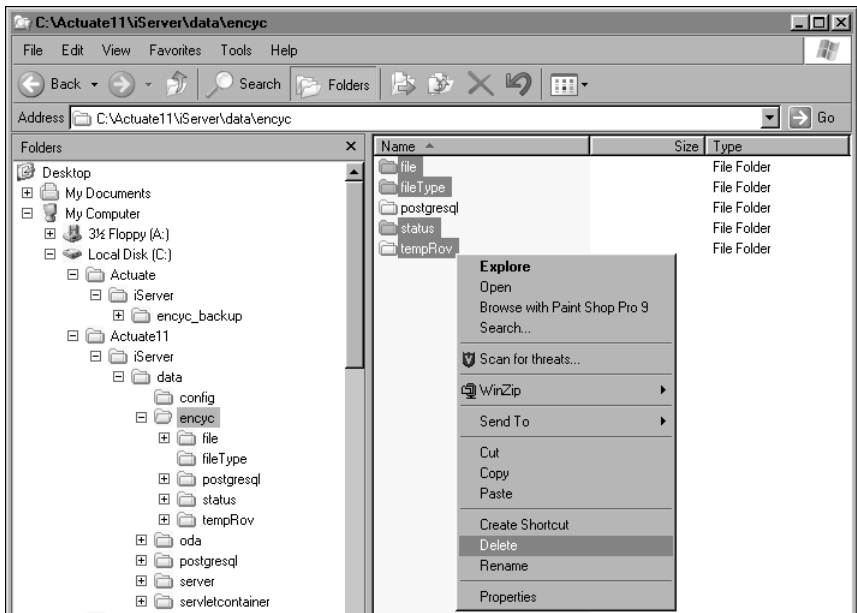 C:\Actuate11\iServer\data\encyc
File Edit View Favorites Tools Help
Back Search Folders
Address C:\Actuate11\iServer\data\encyc Go
Folders x
Desktop
My Documents
My Computer
3½ Floppy (A:)
Local Disk (C:)
Actuate
iServer
encyc_backup
Actuate11
iServer
data
config
encyc
file
fileType
postgresql
status
tempRov
oda
postgresql
server
servletcontainer
Name Size Type
file File Folder
fileType File Folder
postgresql File Folder
status File Folder
tempRov File Folder
Explore
Open
Browse with Paint Shop Pro 9
Search...
Scan for threats...
WinZip
Send To
Cut
Copy
Paste
Create Shortcut
Delete
Rename
Properties